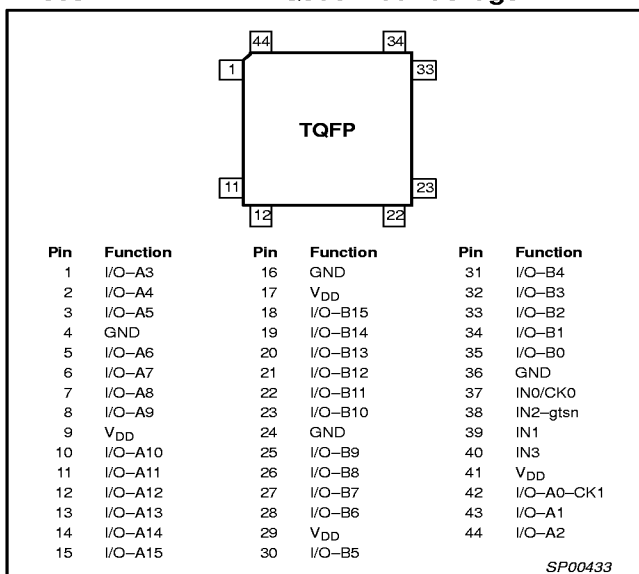 44 34
1 33
TQFP
11 23
12 22
Pin Function Pin Function Pin Function
1 I/O–A3 16 GND 31 I/O–B4
2 I/O–A4 17 VDD 32 I/O–B3
3 I/O–A5 18 I/O–B15 33 I/O–B2
4 GND 19 I/O–B14 34 I/O–B1
5 I/O–A6 20 I/O–B13 35 I/O–B0
6 I/O–A7 21 I/O–B12 36 GND
7 I/O–A8 22 I/O–B11 37 IN0/CK0
8 I/O–A9 23 I/O–B10 38 IN2–gtsn
9 VDD 24 GND 39 IN1
10 I/O–A10 25 I/O–B9 40 IN3
11 I/O–A11 26 I/O–B8 41 VDD
12 I/O–A12 27 I/O–B7 42 I/O–A0–CK1
13 I/O–A13 28 I/O–B6 43 I/O–A1
14 I/O–A14 29 VDD 44 I/O–A2
15 I/O–A15 30 I/O–B5
SP00433